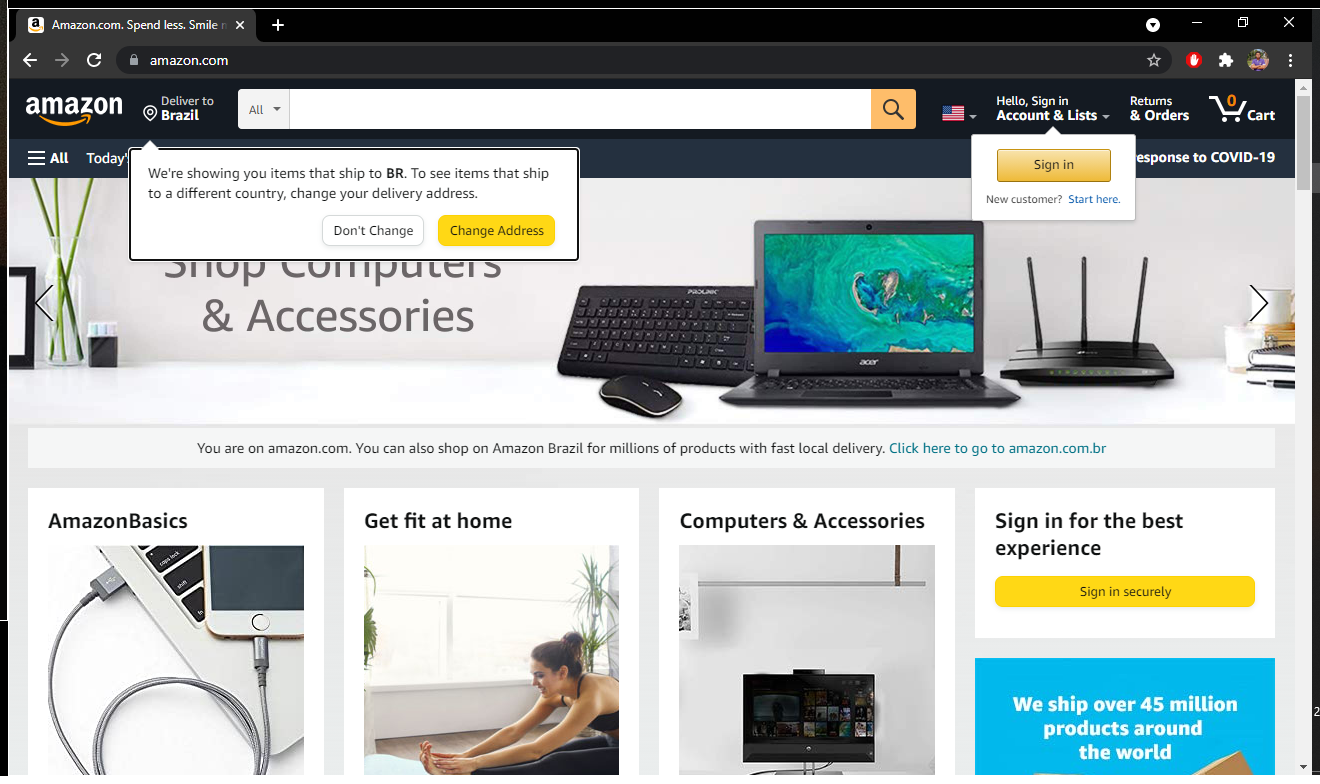 Amazon.com. Spend less. Smile
amazon.com
amazon
Deliver to
Brazil
All
Hello, Sign in
Account & Lists
Returns
& Orders
0
Cart
All
Today'
response to COVID-19
We're showing you items that ship to BR. To see items that ship
to a different country, change your delivery address.
Don't Change
Change Address
Sign in
New customer? Start here.
Shop Computers
& Accessories
PROLINK
acer
You are on amazon.com. You can also shop on Amazon Brazil for millions of products with fast local delivery. Click here to go to amazon.com.br
AmazonBasics
Get fit at home
Computers & Accessories
Sign in for the best
experience
Sign in securely
caps lock
shift
We ship over 45 million
products around
the world
2